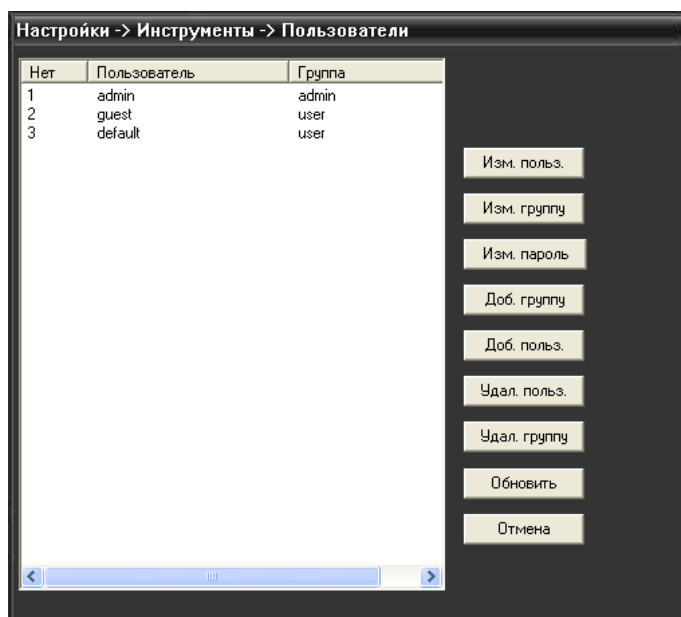 Настройки -> Инструменты -> Пользователи
Нет Пользователь Группа
1 admin admin
2 guest user
3 default user
Изм. польз.
Изм. группу
Изм. пароль
Доб. группу
Доб. польз.
Удал. польз.
Удал. группу
Обновить
Отмена